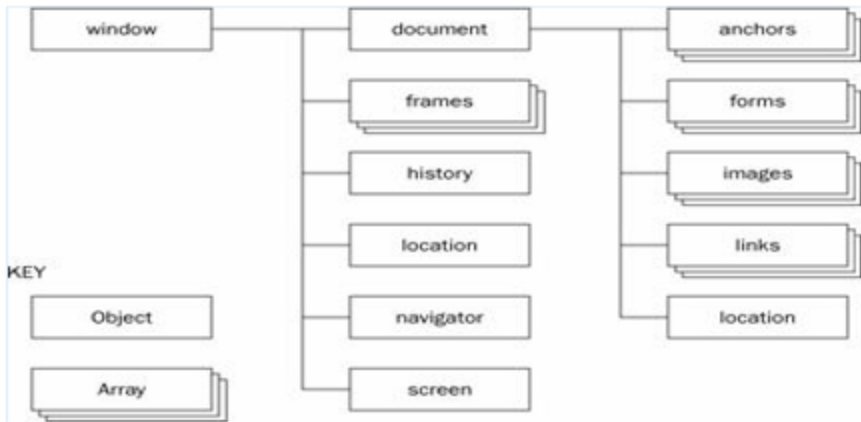 window
document
anchors
frames
forms
history
images
location
links
KEY
Object
navigator
location
Array
screen